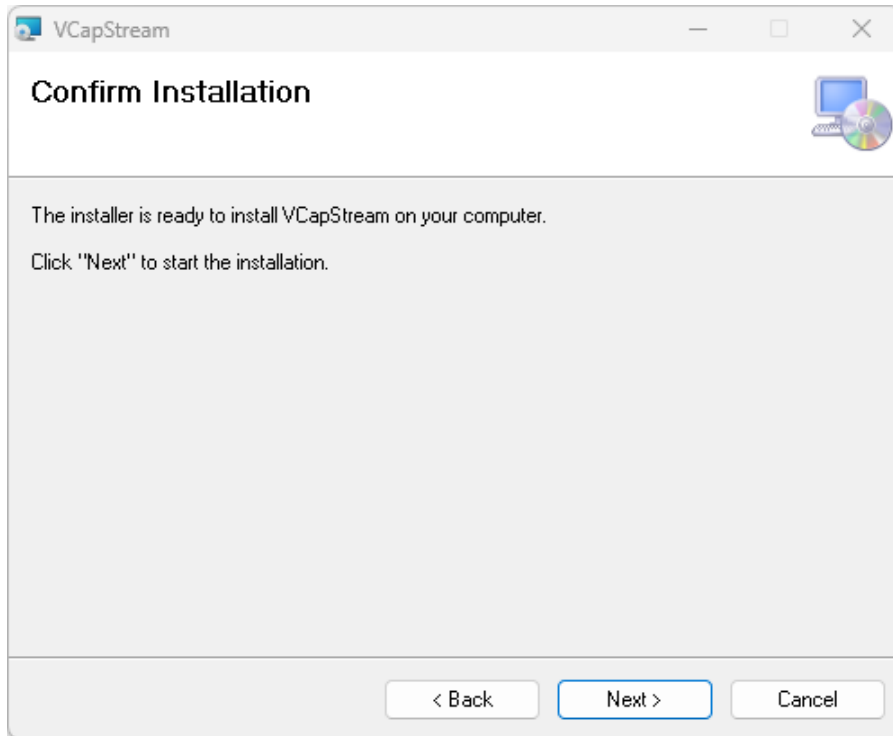 VCapStream
Confirm Installation
The installer is ready to install VCapStream on your computer.
Click "Next" to start the installation.
< Back
Next >
Cancel